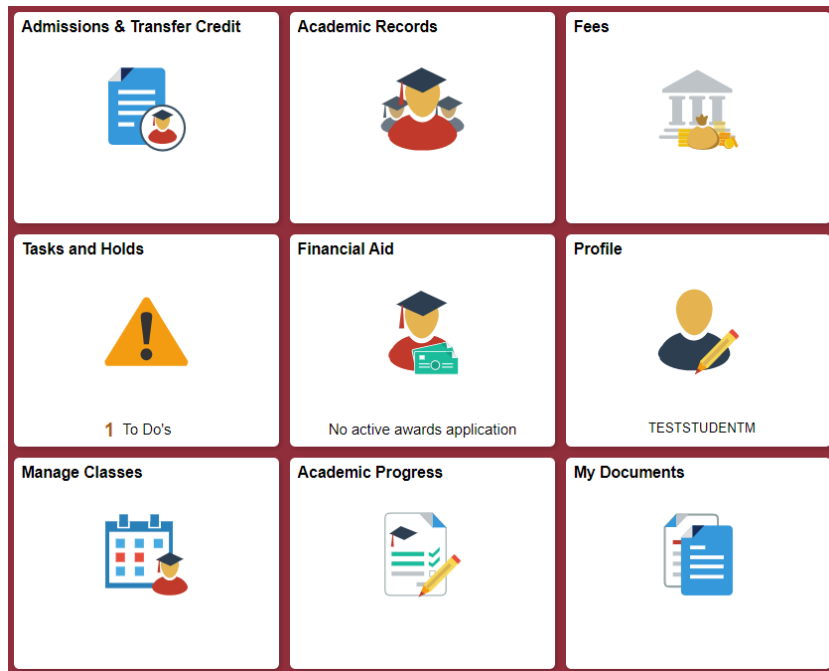 Admissions & Transfer Credit
Academic Records
Fees
Tasks and Holds
Financial Aid
Profile
1 To Do's
No active awards application
TESTSTUDENTM
Manage Classes
Academic Progress
My Documents